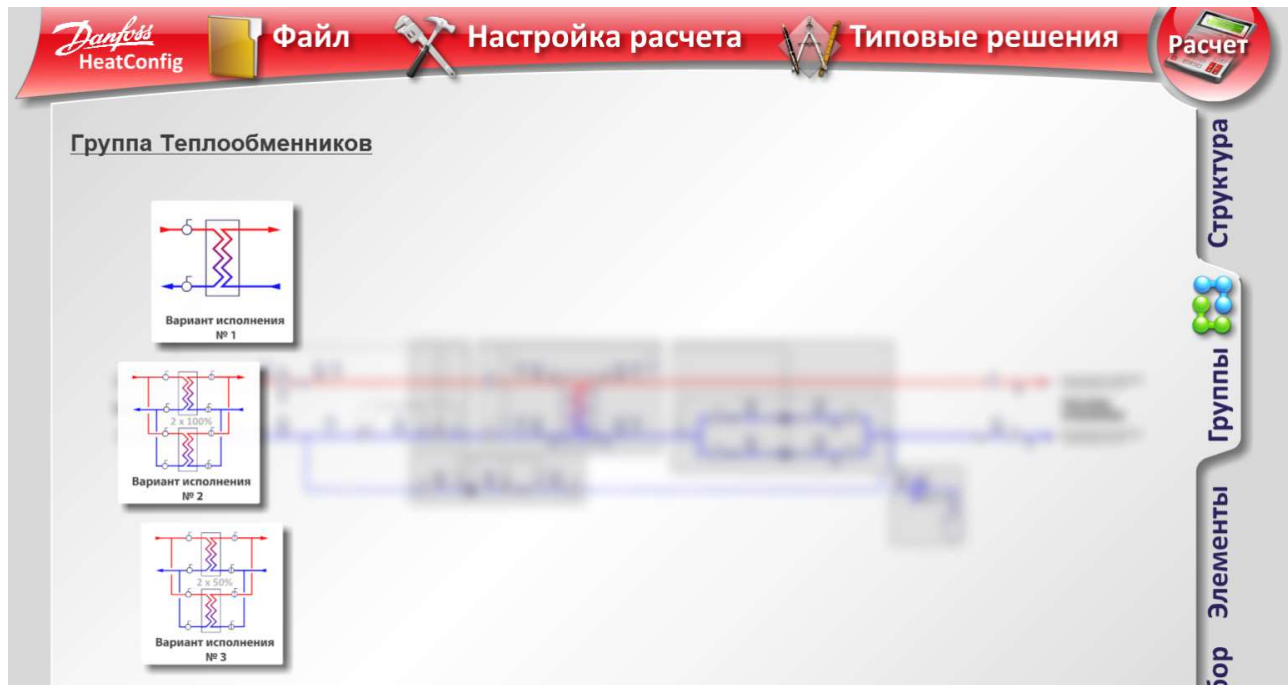 Danfoss
HeatConfig
Файл
Настройка расчета
Типовые решения
Расчет
Группа Теплообменников
Вариант исполнения
№ 1
2 x 100%
Вариант исполнения
№ 2
2 x 50%
Вариант исполнения
№ 3
Структура
Группы
Элементы